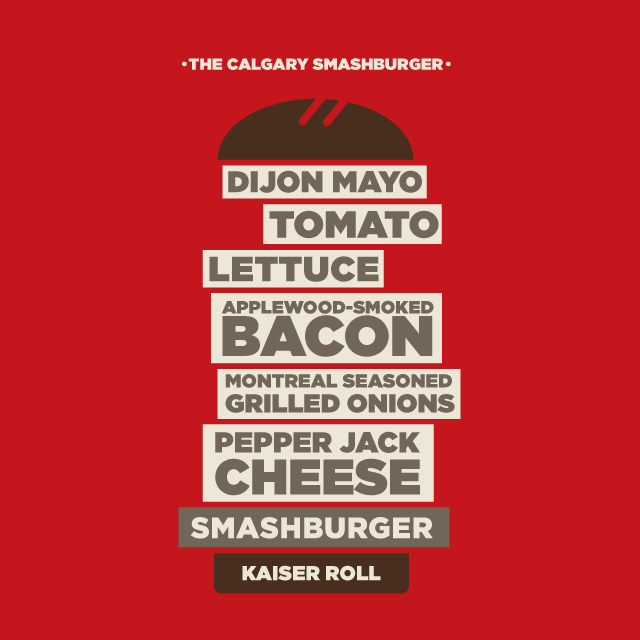 •THE CALGARY SMASHBURGER•
DIJON MAYO
TOMATO
LETTUCE
APPLEWOOD-SMOKED
BACON
MONTREAL SEASONED
GRILLED ONIONS
PEPPER JACK
CHEESE
SMASHBURGER
KAISER ROLL